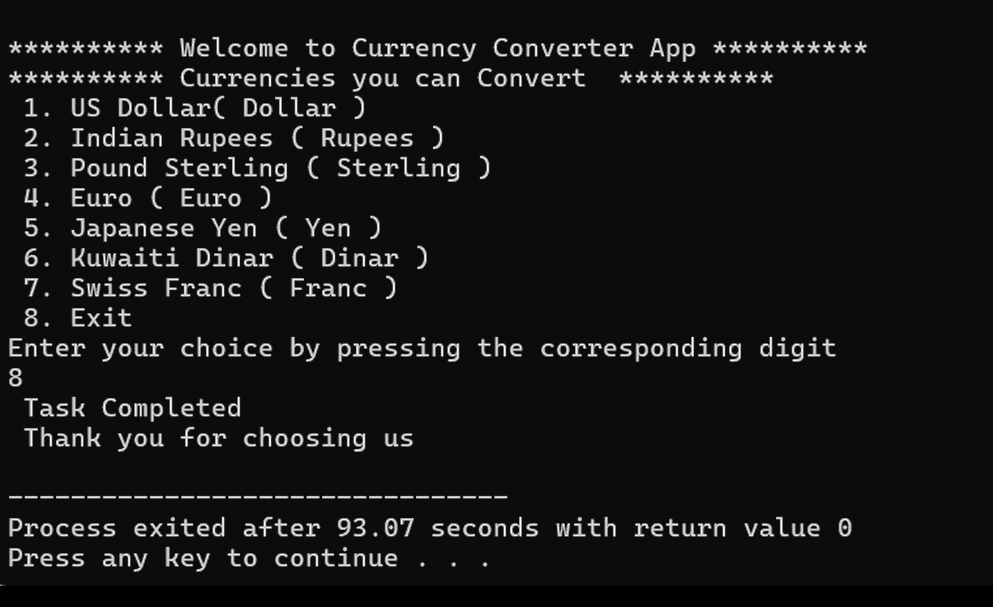 ********** Welcome to Currency Converter App **********
********** Currencies you can Convert  **********
 1. US Dollar( Dollar )
 2. Indian Rupees ( Rupees )
 3. Pound Sterling ( Sterling )
 4. Euro ( Euro )
 5. Japanese Yen ( Yen )
 6. Kuwaiti Dinar ( Dinar )
 7. Swiss Franc ( Franc )
 8. Exit
Enter your choice by pressing the corresponding digit
8
 Task Completed
 Thank you for choosing us
--------------------------------
Process exited after 93.07 seconds with return value 0
Press any key to continue . . .